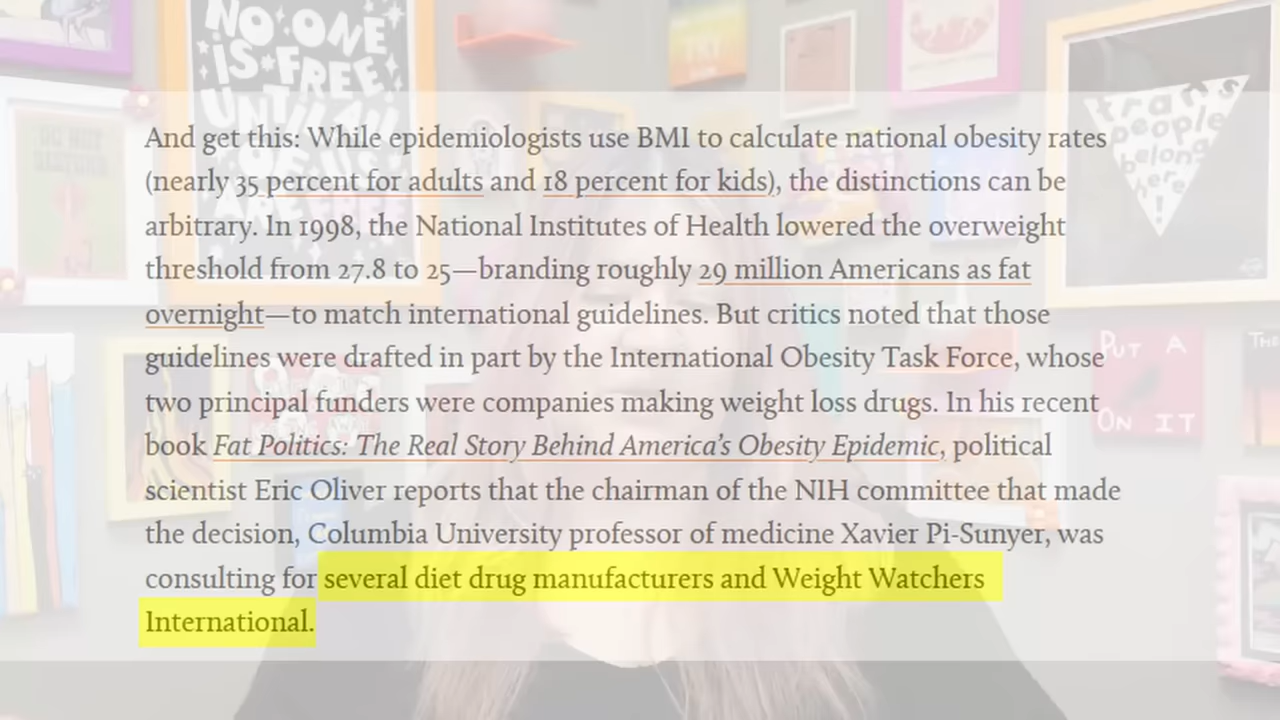 NO ONE
IS FREE
UNTIL
trans
people
belong
here
!
PUT A
ON IT
And get this: While epidemiologists use BMI to calculate national obesity rates
(nearly 35 percent for adults and 18 percent for kids), the distinctions can be
arbitrary. In 1998, the National Institutes of Health lowered the overweight
threshold from 27.8 to 25—branding roughly 29 million Americans as fat
overnight—to match international guidelines. But critics noted that those
guidelines were drafted in part by the International Obesity Task Force, whose
two principal funders were companies making weight loss drugs. In his recent
book Fat Politics: The Real Story Behind America’s Obesity Epidemic, political
scientist Eric Oliver reports that the chairman of the NIH committee that made
the decision, Columbia University professor of medicine Xavier Pi-Sunyer, was
consulting for several diet drug manufacturers and Weight Watchers
International.